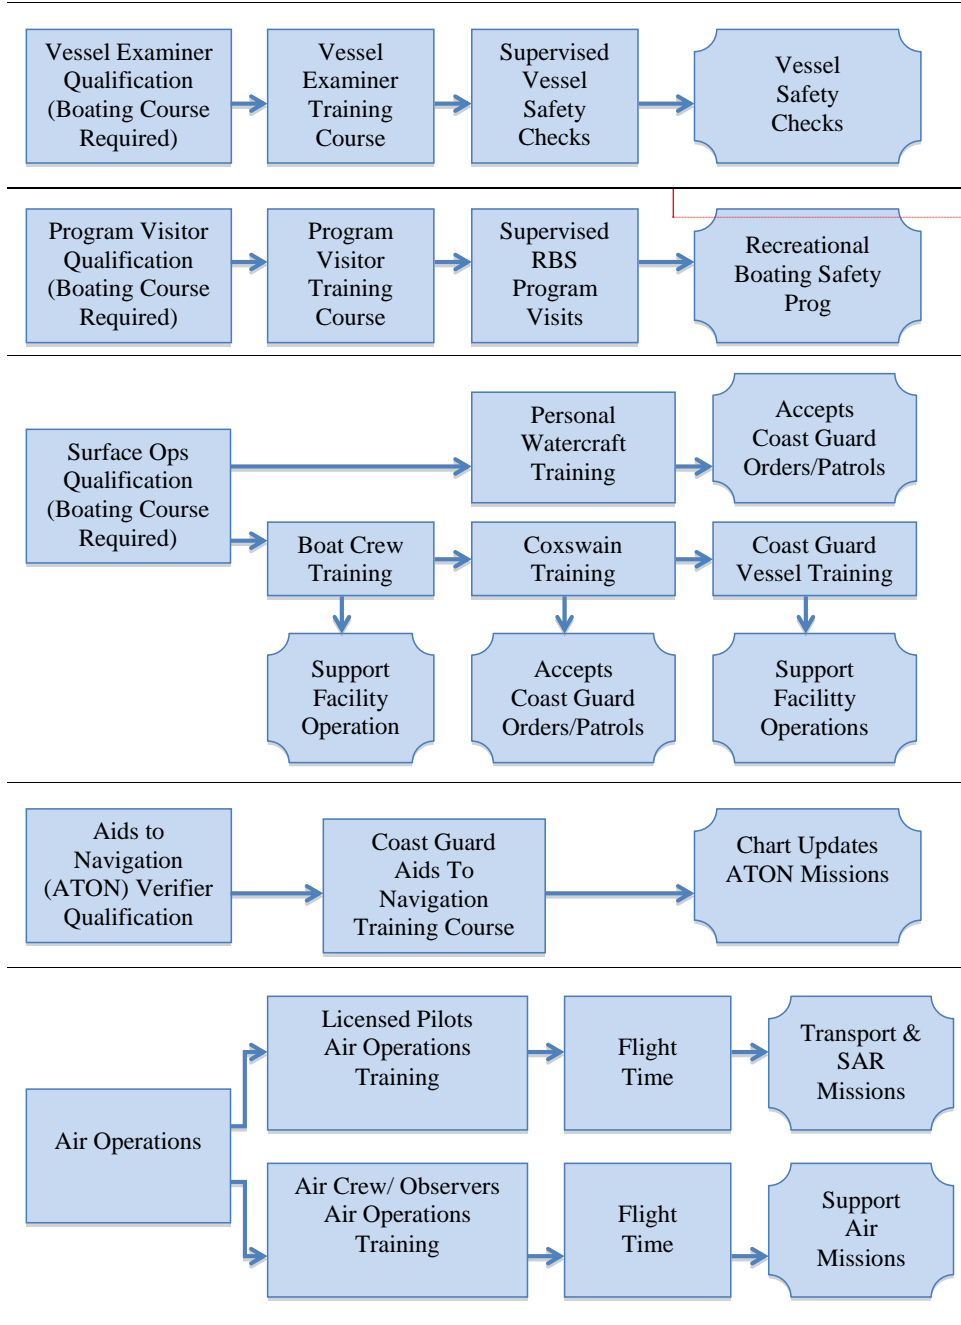 Vessel Examiner
Qualification
(Boating Course
Required)
Vessel
Examiner
Training
Course
Supervised
Vessel
Safety
Checks
Vessel
Safety
Checks
Program Visitor
Qualification
(Boating Course
Required)
Program
Visitor
Training
Course
Supervised
RBS
Program
Visits
Recreational
Boating Safety
Prog
Surface Ops
Qualification
(Boating Course
Required)
Personal
Watercraft
Training
Accepts
Coast Guard
Orders/Patrols
Boat Crew
Training
Coxswain
Training
Coast Guard
Vessel Training
Support
Facility
Operation
Accepts
Coast Guard
Orders/Patrols
Support
Facilitty
Operations
Aids to
Navigation
(ATON) Verifier
Qualification
Coast Guard
Aids To
Navigation
Training Course
Chart Updates
ATON Missions
Air Operations
Licensed Pilots
Air Operations
Training
Flight
Time
Transport &
SAR
Missions
Air Crew/ Observers
Air Operations
Training
Flight
Time
Support
Air
Missions